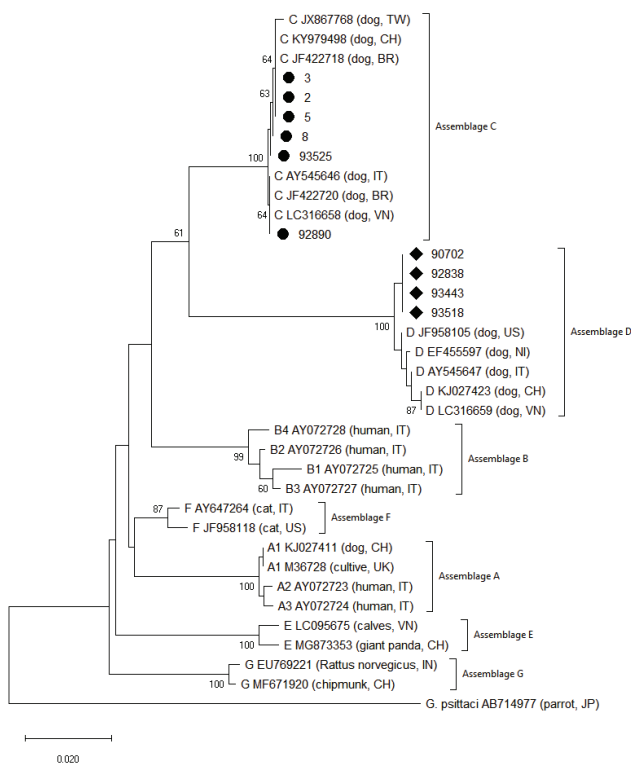 C JX867768 (dog, TW)
C KY979498 (dog, CH)
64
C JF422718 (dog, BR)
3
63
2
5
Assemblage C
8
100
93525
C AY545646 (dog, IT)
C JF422720 (dog, BR)
64
C LC316658 (dog, VN)
61
92890
90702
92838
93443
93518
Assemblage D
100
D JF958105 (dog, US)
D EF455597 (dog, NI)
D AY545647 (dog, IT)
D KJ027423 (dog, CH)
87
D LC316659 (dog, VN)
B4 AY072728 (human, IT)
99
B2 AY072726 (human, IT)
Assemblage B
B1 AY072725 (human, IT)
60
B3 AY072727 (human, IT)
87
F AY647264 (cat, IT)
Assemblage F
F JF958118 (cat, US)
A1 KJ027411 (dog, CH)
A1 M36728 (cultive, UK)
Assemblage A
100
A2 AY072723 (human, IT)
A3 AY072724 (human, IT)
E LC095675 (calves, VN)
Assemblage E
100
E MG873353 (giant panda, CH)
G EU769221 (Rattus norvegicus, IN)
Assemblage G
100
G MF671920 (chipmunk, CH)
G. psittaci AB714977 (parrot, JP)
0.020